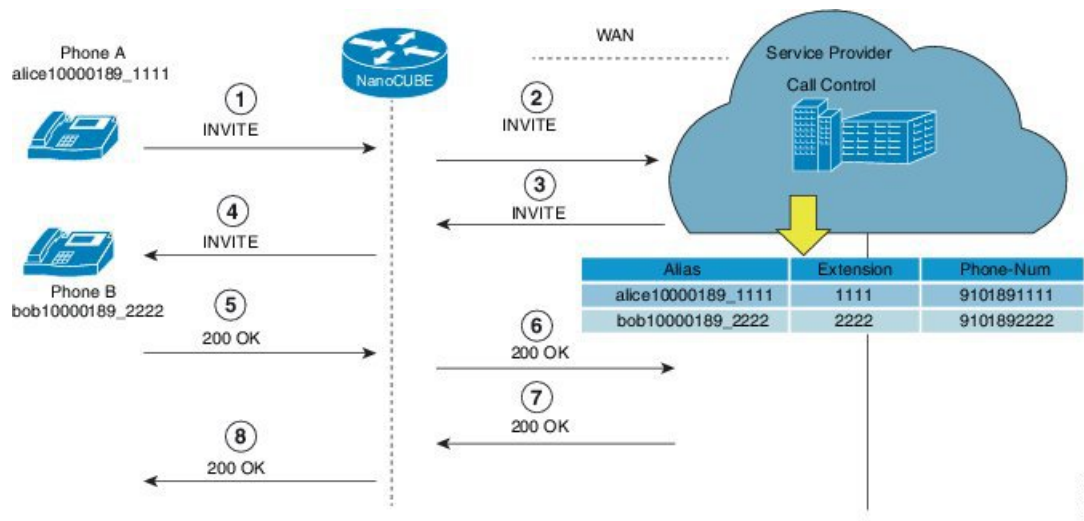 Phone A
alice10000189_1111
NanoCUBE
WAN
Service Provider
Call Control
1
INVITE
2
INVITE
3
INVITE
4
INVITE
Phone B
bob10000189_2222
Alias Extension Phone-Num
alice10000189_1111 1111 9101891111
bob10000189_2222 2222 9101892222
5
200 OK
6
200 OK
7
200 OK
8
200 OK